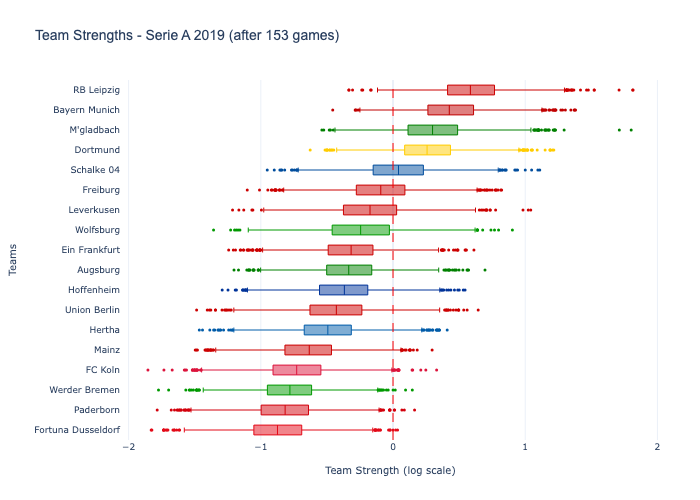 Team Strengths - Serie A 2019 (after 153 games)
RB Leipzig
Bayern Munich
M'gladbach
Dortmund
Schalke 04
Freiburg
Leverkusen
Wolfsburg
Ein Frankfurt
Augsburg
Hoffenheim
Union Berlin
Hertha
Mainz
FC Koln
Werder Bremen
Paderborn
Fortuna Dusseldorf
Teams
−2 −1 0 1 2
Team Strength (log scale)